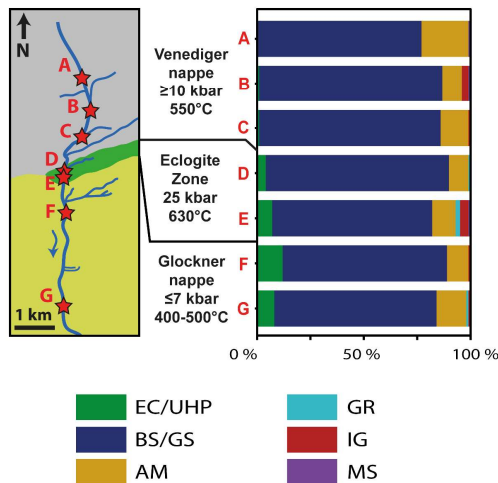 N
A
B
C
D
E
F
G
1 km
Venediger
nappe
≥10 kbar
550°C
Eclogite
Zone
25 kbar
630°C
Glockner
nappe
≤7 kbar
400-500°C
A
B
C
D
E
F
G
0 %
50 %
100 %
EC/UHP
BS/GS
AM
GR
IG
MS